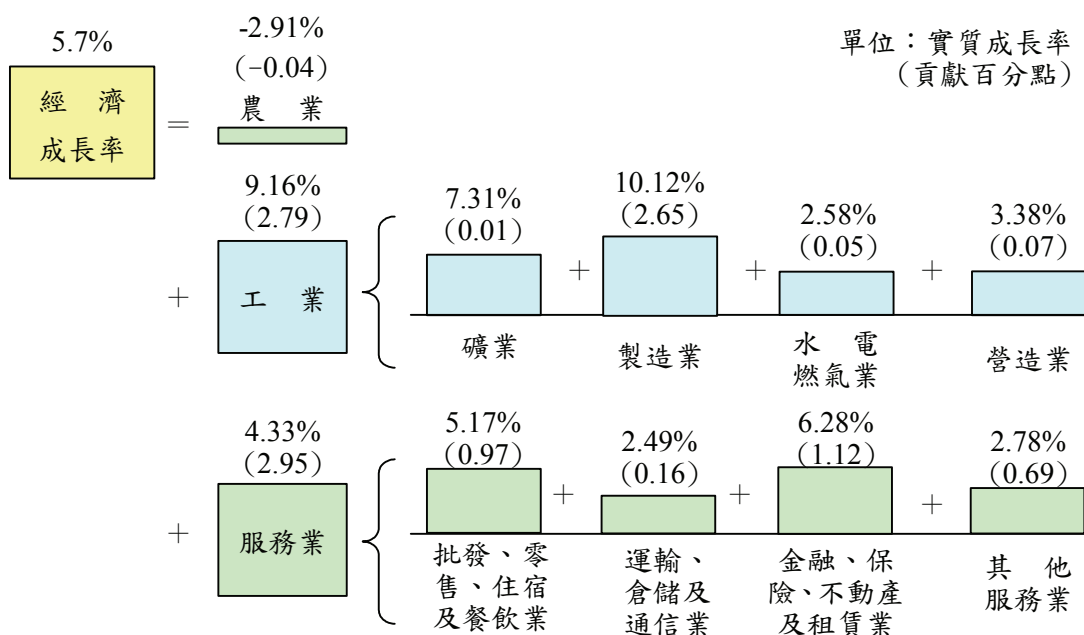 5.7%
經 濟
成長率
=
-2.91%
(-0.04)
農 業
單位：實質成長率
(貢獻百分點)
+
9.16%
(2.79)
工 業
7.31%
(0.01)
礦業
+
10.12%
(2.65)
製造業
+
2.58%
(0.05)
水 電
燃氣業
+
3.38%
(0.07)
營造業
+
4.33%
(2.95)
服務業
5.17%
(0.97)
批發、零
售、住宿
及餐飲業
+
2.49%
(0.16)
運輸、
倉儲及
通信業
+
6.28%
(1.12)
金融、保
險、不動產
及租賃業
+
2.78%
(0.69)
其 他
服務業